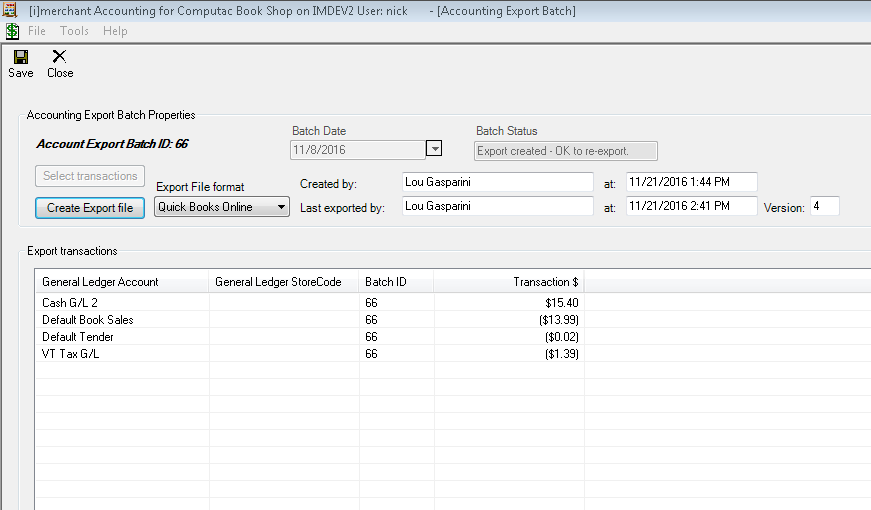 [i]merchant Accounting for Computac Book Shop on IMDEV2 User: nick - [Accounting Export Batch]
File Tools Help
Save Close
Accounting Export Batch Properties
Account Export Batch ID: 66
Batch Date
Batch Status
11/8/2016
Export created - OK to re-export.
Select transactions
Export File format
Created by: Lou Gasparini at: 11/21/2016 1:44 PM
Create Export file Quick Books Online Last exported by: Lou Gasparini at: 11/21/2016 2:41 PM Version: 4
Export transactions
General Ledger Account General Ledger StoreCode Batch ID Transaction $
Cash G/L 2 66 $15.40
Default Book Sales 66 ($13.99)
Default Tender 66 ($0.02)
VT Tax G/L 66 ($1.39)